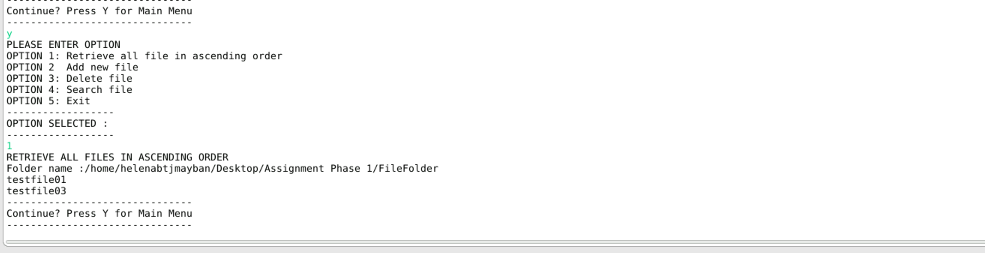 -------------------------------
Continue? Press Y for Main Menu
-------------------------------
y
PLEASE ENTER OPTION
OPTION 1: Retrieve all file in ascending order
OPTION 2  Add new file
OPTION 3: Delete file
OPTION 4: Search file
OPTION 5: Exit
------------------
OPTION SELECTED :
------------------
1
RETRIEVE ALL FILES IN ASCENDING ORDER
Folder name :/home/helenabtjmayban/Desktop/Assignment Phase 1/FileFolder
testfile01
testfile03
-------------------------------
Continue? Press Y for Main Menu
-------------------------------